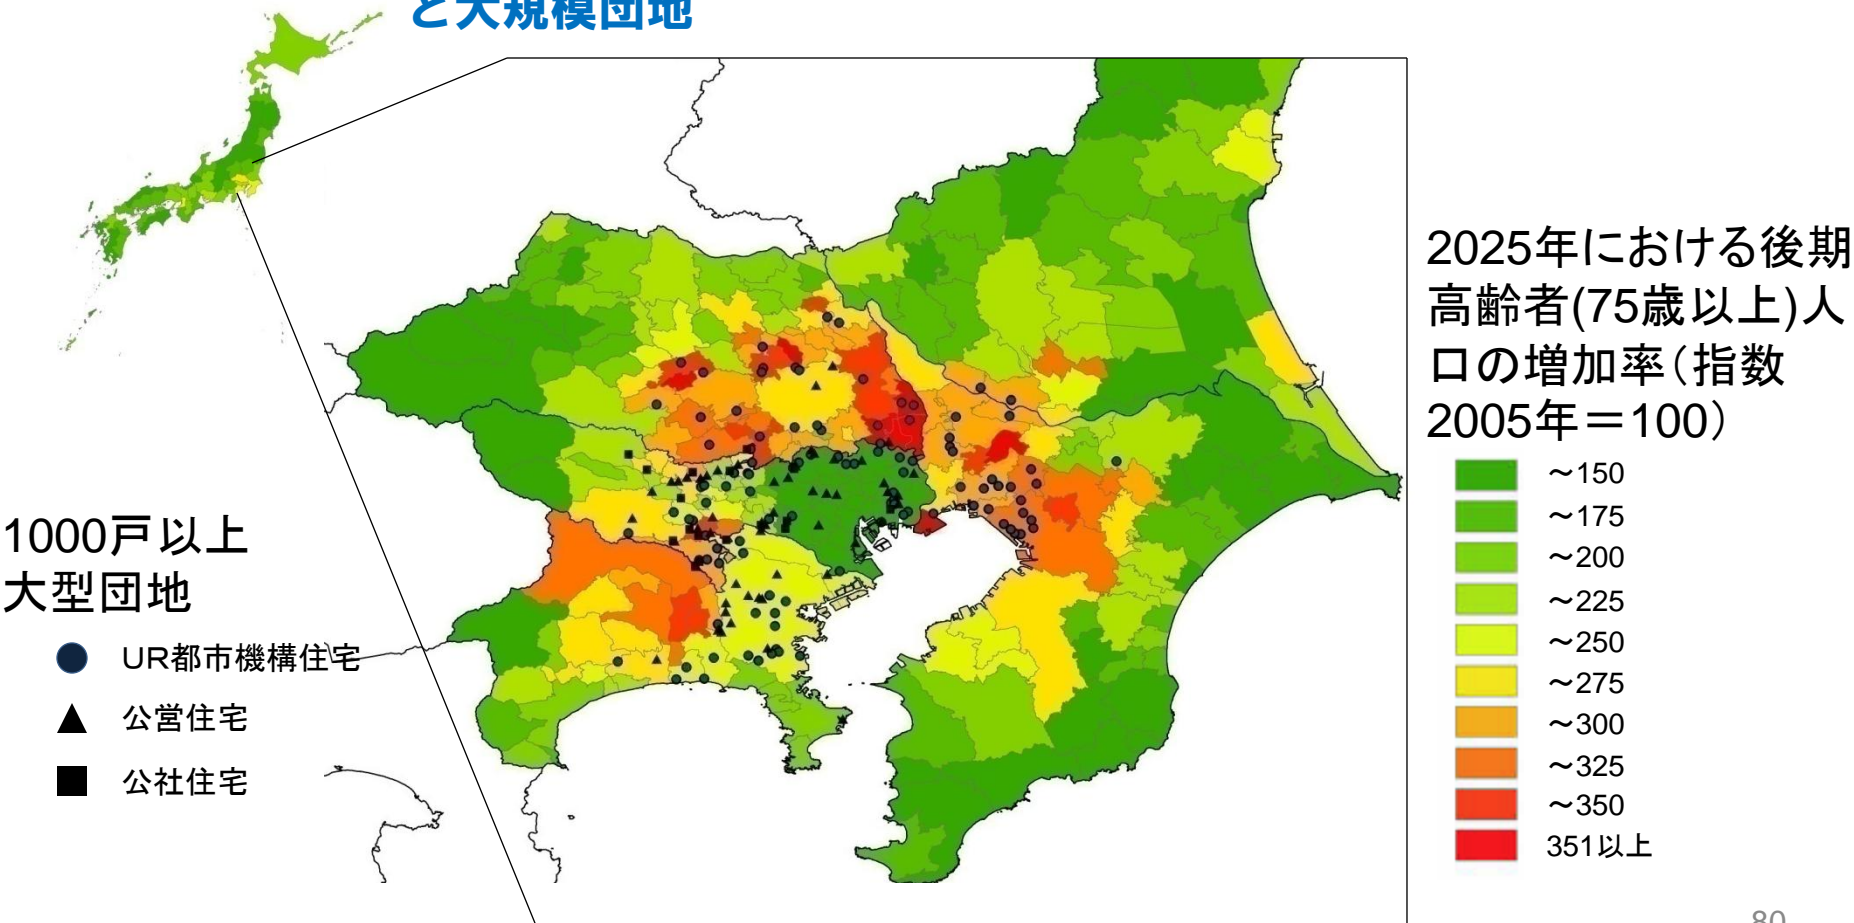 と大規模団地
2025年における後期
高齢者(75歳以上)人
口の増加率（指数
2005年＝100）
～150
～175
～200
～225
～250
～275
～300
～325
～350
351以上
1000戸以上
大型団地
UR都市機構住宅
公営住宅
公社住宅
80